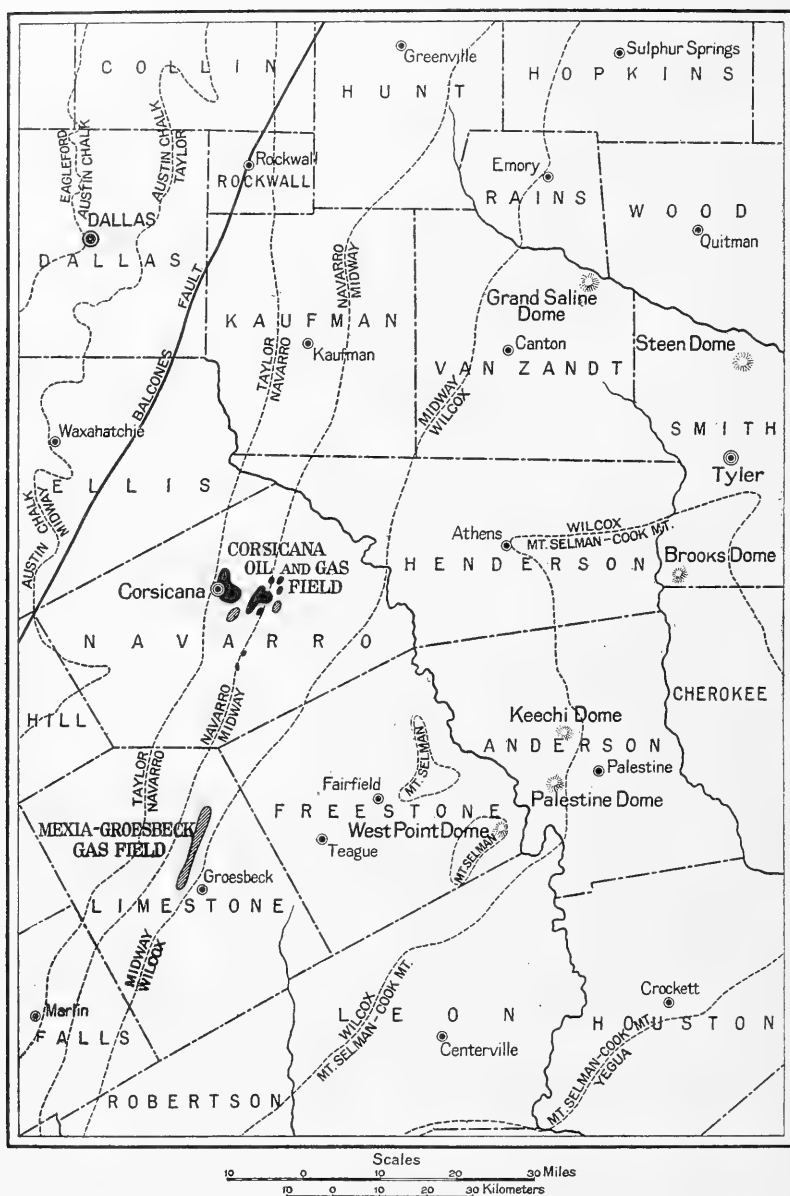 COLLIN
Greenville
HUNT
Sulphur Springs
HOPKINS
EAGLEFORD
AUSTIN CHALK
AUSTIN CHALK
TAYLOR
Rockwall
ROCKWALL
Emory
RAINS
WOOD
Quitman
DALLAS
DALLAS
BALCONES FAULT
NAVARRO
MIDWAY
Grand Saline
Dome
KAUFMAN
Kaufman
TAYLOR
NAVARRO
Canton
VAN ZANDT
Steen Dome
MIDWAY
WILCOX
SMITH
Tyler
Waxahatchie
ELLIS
AUSTIN CHALK
MIDWAY
Athens
WILCOX
MT. SELMAN-COOK MT.
HENDERSON
Brooks Dome
CORSICANA
OIL AND GAS
FIELD
Corsicana
NAVARRO
CHEROKEE
HILL
NAVARRO
MIDWAY
Keechi Dome
ANDERSON
Palestine
Palestine Dome
MT. SELMAN
TAYLOR
NAVARRO
Fairfield
FREESTONE
West Point Dome
Teague
MT. SELMAN
MEXIA-GROESBECK
GAS FIELD
Groesbeck
LIMESTONE
MIDWAY
WILCOX
Marlin
FALLS
WILCOX
MT. SELMAN-COOK MT.
LEON
Centerville
Crockett
HOUSTON
MT. SELMAN-COOK MT.
YEGUA
ROBERTSON
Scales
10 0 10 20 30 Miles
10 0 10 20 30 Kilometers